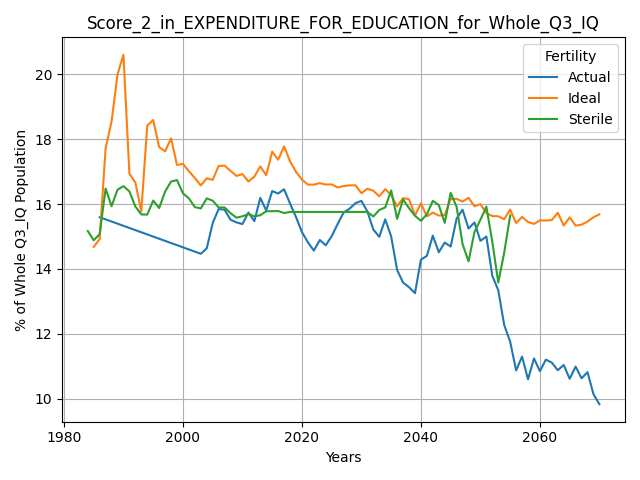 Score_2_in_EXPENDITURE_FOR_EDUCATION_for_Whole_Q3_IQ
% of Whole Q3_IQ Population
20
18
16
14
12
10
Fertility
Actual
Ideal
Sterile
1980
2000
2020
2040
2060
Years